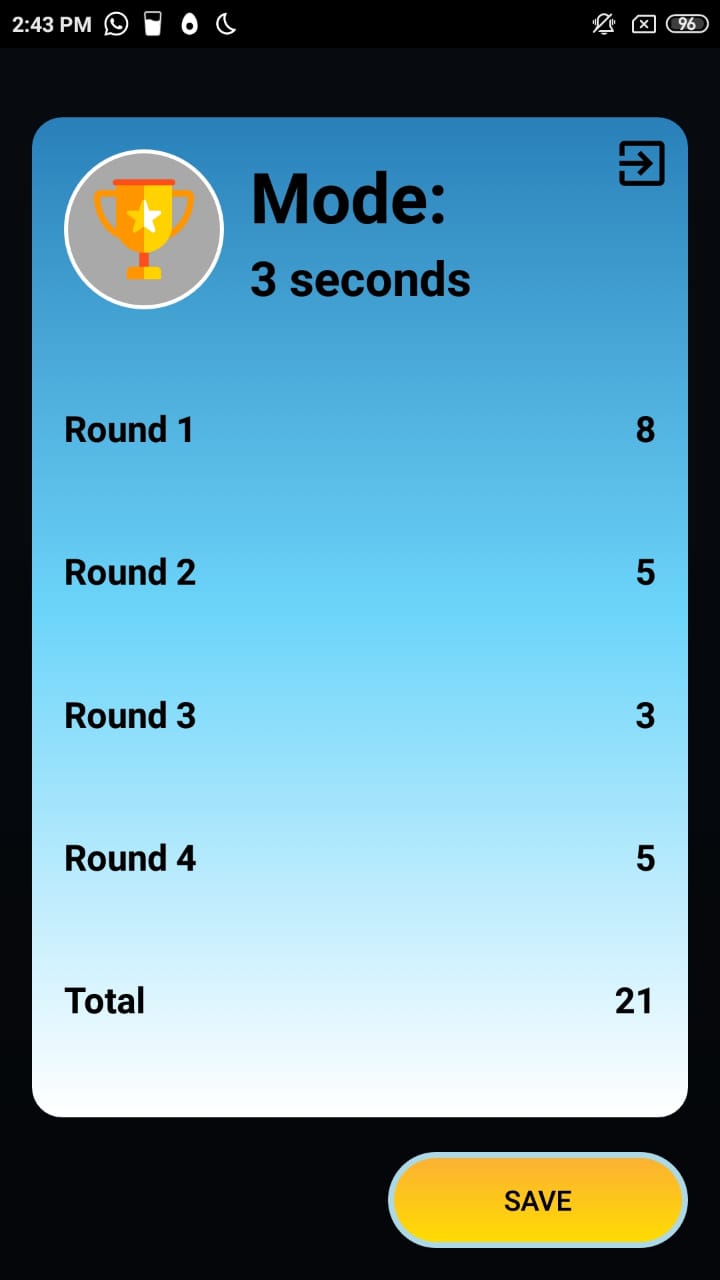 2:43 PM 96
Mode:
3 seconds
Round 1 8
Round 2 5
Round 3 3
Round 4 5
Total 21
SAVE